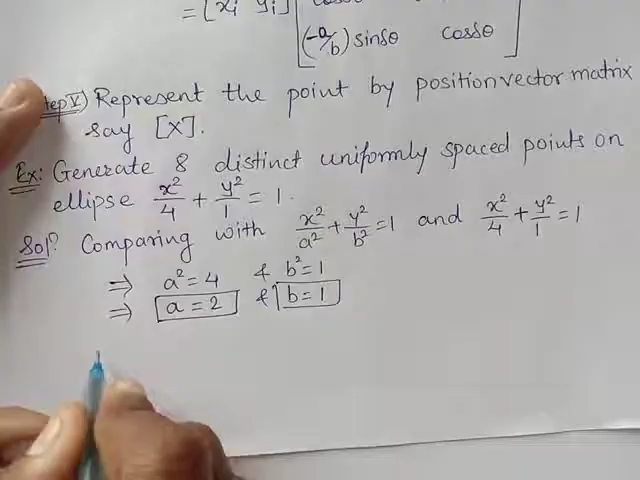 = [xi yi] [
(-a/b) sinδθ cosδθ ]
Step V) Represent the point by position vector matrix
say [X].
Ex: Generate 8 distinct uniformly spaced points on
ellipse x²/4 + y²/1 = 1.
Solⁿ: Comparing with x²/a² + y²/b² = 1 and x²/4 + y²/1 = 1
⇒ a² = 4 & b² = 1
⇒ a = 2 & b = 1